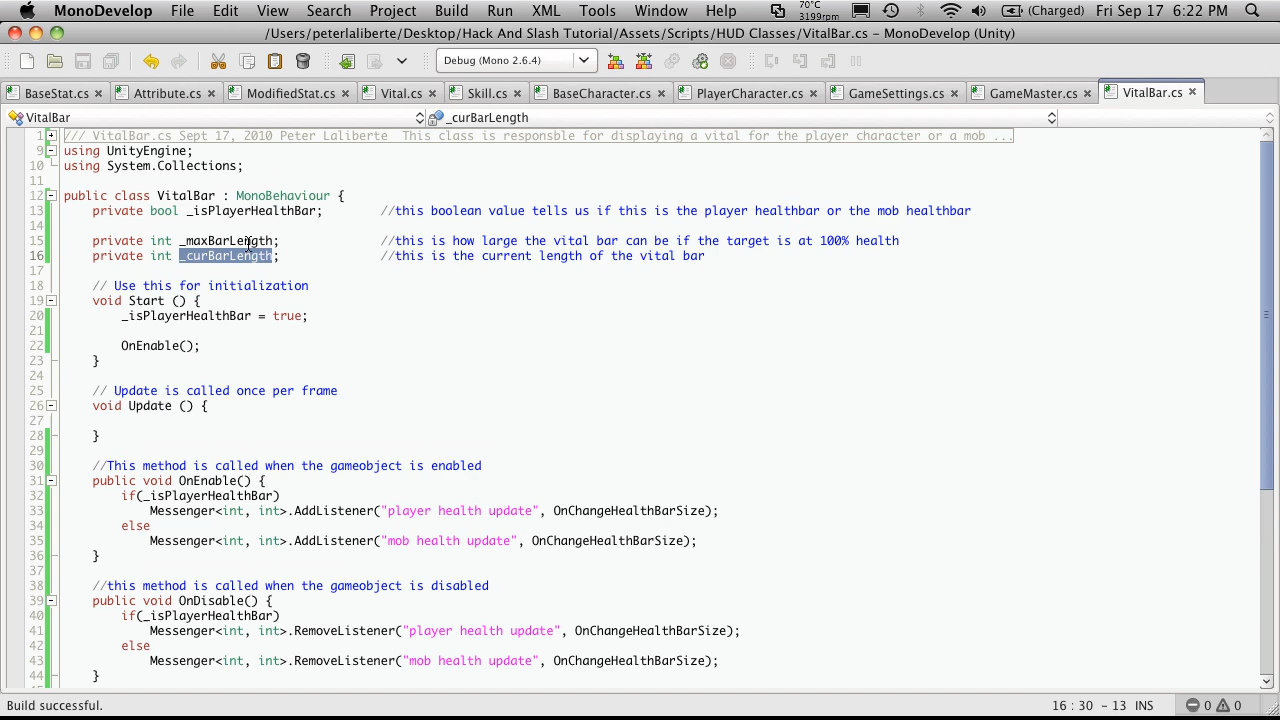 MonoDevelop File Edit View Search Project Build Run XML Tools Window Help 70°C 3199rpm (Charged) Fri Sep 17 6:22 PM
/Users/peterlaliberte/Desktop/Hack And Slash Tutorial/Assets/Scripts/HUD Classes/VitalBar.cs – MonoDevelop (Unity)
Debug (Mono 2.6.4)
BaseStat.cs Attribute.cs ModifiedStat.cs Vital.cs Skill.cs BaseCharacter.cs PlayerCharacter.cs GameSettings.cs GameMaster.cs VitalBar.cs
VitalBar _curBarLength
1 /// VitalBar.cs Sept 17, 2010 Peter Laliberte  This class is responsble for displaying a vital for the player character or a mob ...
9 using UnityEngine;
10 using System.Collections;
11
12 public class VitalBar : MonoBehaviour {
13 private bool _isPlayerHealthBar; //this boolean value tells us if this is the player healthbar or the mob healthbar
14
15 private int _maxBarLength; //this is how large the vital bar can be if the target is at 100% health
16 private int _curBarLength; //this is the current length of the vital bar
17
18 // Use this for initialization
19 void Start () {
20 _isPlayerHealthBar = true;
21
22 OnEnable();
23 }
24
25 // Update is called once per frame
26 void Update () {
27
28 }
29
30 //This method is called when the gameobject is enabled
31 public void OnEnable() {
32 if(_isPlayerHealthBar)
33 Messenger<int, int>.AddListener("player health update", OnChangeHealthBarSize);
34 else
35 Messenger<int, int>.AddListener("mob health update", OnChangeHealthBarSize);
36 }
37
38 //this method is called when the gameobject is disabled
39 public void OnDisable() {
40 if(_isPlayerHealthBar)
41 Messenger<int, int>.RemoveListener("player health update", OnChangeHealthBarSize);
42 else
43 Messenger<int, int>.RemoveListener("mob health update", OnChangeHealthBarSize);
44 }
Build successful. 16 : 30 - 13 INS 0 0